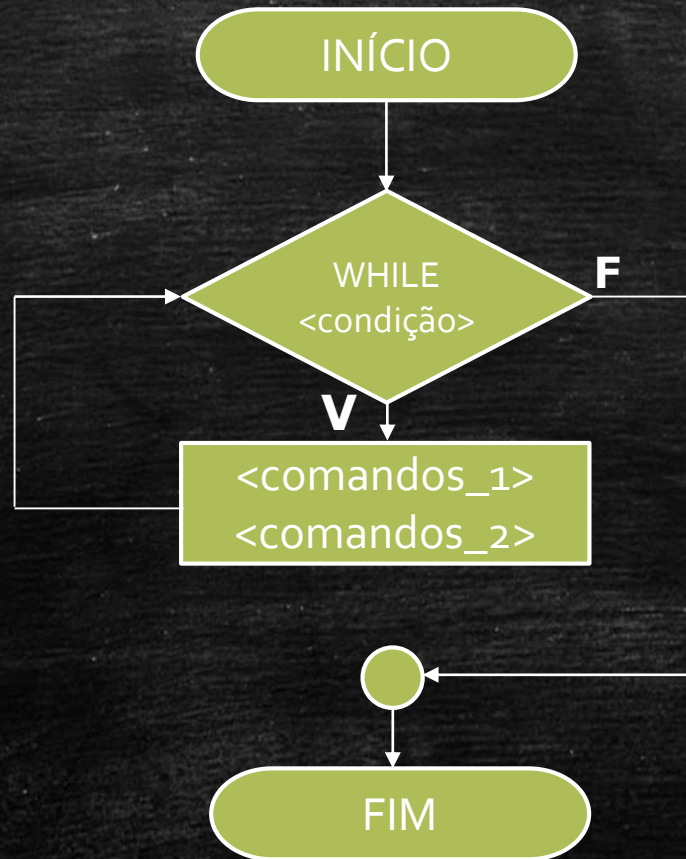 INÍCIO
WHILE
<condição>
F
V
<comandos_1>
<comandos_2>
FIM